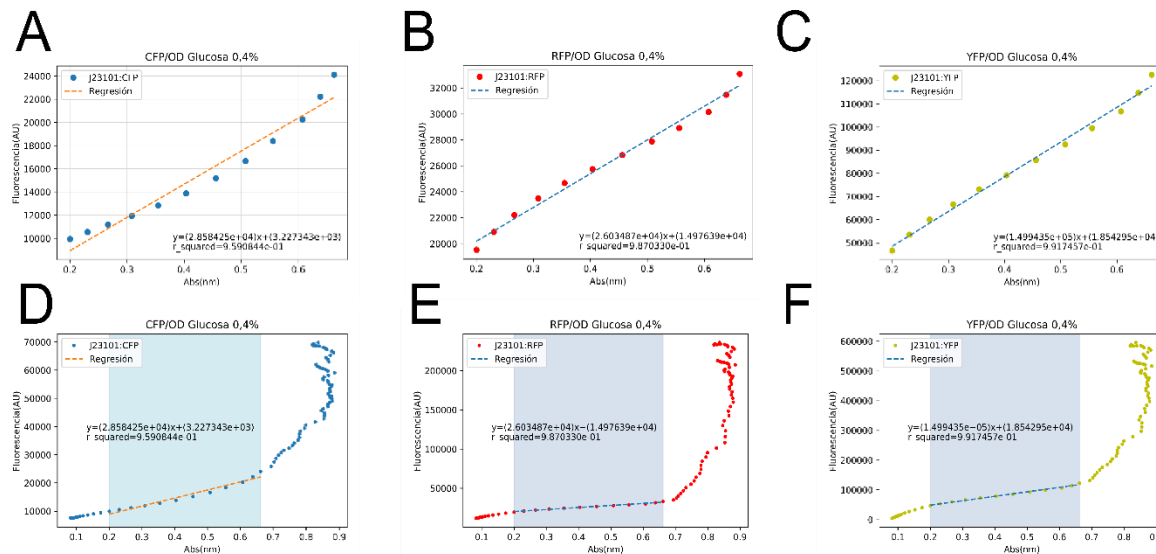 A
CFP/OD Glucosa 0,4%
Fluorescencia(AU)
24000
22000
20000
18000
16000
14000
12000
10000
J23101:CFP
Regresión
y=(2.858425e+04)x+(3.227343e+03)
r_squared=9.590844e-01
0.2
0.3
0.4
0.5
0.6
Abs(nm)
B
RFP/OD Glucosa 0,4%
Fluorescencia(AU)
32000
30000
28000
26000
24000
22000
20000
J23101:RFP
Regresión
y=(2.603487e+04)x+(1.497639e+04)
r squared=9.870330e-01
0.2
0.3
0.4
0.5
0.6
Abs(nm)
C
YFP/OD Glucosa 0,4%
Fluorescencia(AU)
120000
110000
100000
90000
80000
70000
60000
50000
J23101:YFP
Regresión
y=(1.499435e+05)x+(1.854295e+04)
r_squared=9.917457e-01
0.2
0.3
0.4
0.5
0.6
Abs(nm)
D
CFP/OD Glucosa 0,4%
Fluorescencia(AU)
70000
60000
50000
40000
30000
20000
10000
J23101:CFP
Regresión
y=(2.858425e+04)x+(3.227343e+03)
r squared=9.590844e 01
0.1
0.2
0.3
0.4
0.5
0.6
0.7
0.8
0.9
Abs(nm)
E
RFP/OD Glucosa 0,4%
Fluorescencia(AU)
200000
150000
100000
50000
0
J23101:RFP
Regresión
y=(2.603487e+04)x−(1.497639e+04)
r squared=9.870330e 01
0.1
0.2
0.3
0.4
0.5
0.6
0.7
0.8
0.9
Abs(nm)
F
YFP/OD Glucosa 0,4%
Fluorescencia(AU)
600000
500000
400000
300000
200000
100000
0
J23101:YFP
Regresión
y=(1.499435e−05)x+(1.854295e+04)
r squared=9.917457e 01
0.1
0.2
0.3
0.4
0.5
0.6
0.7
0.8
Abs(nm)